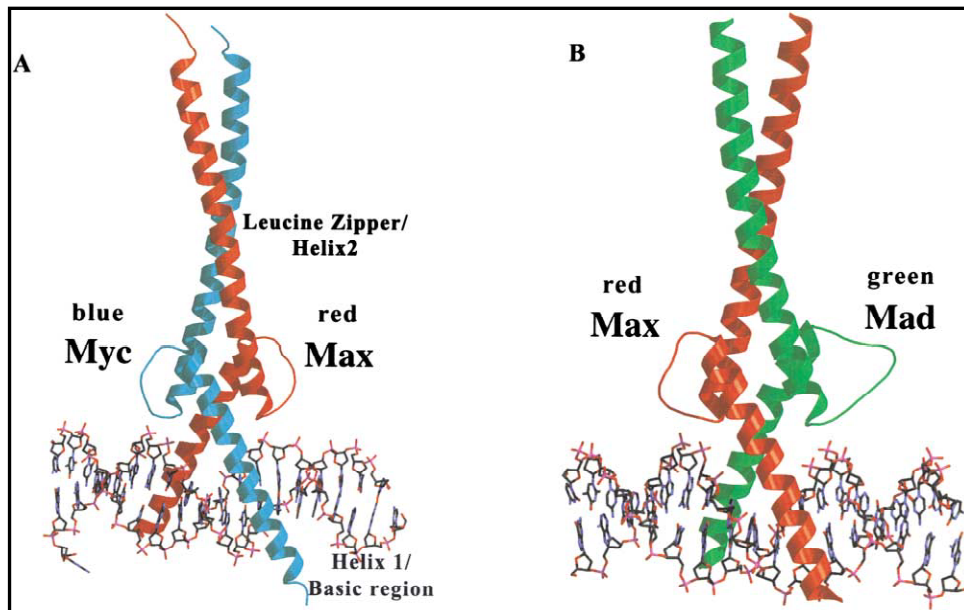 A
Leucine Zipper/
Helix2
blue
Myc
red
Max
Helix 1/
Basic region
B
red
Max
green
Mad